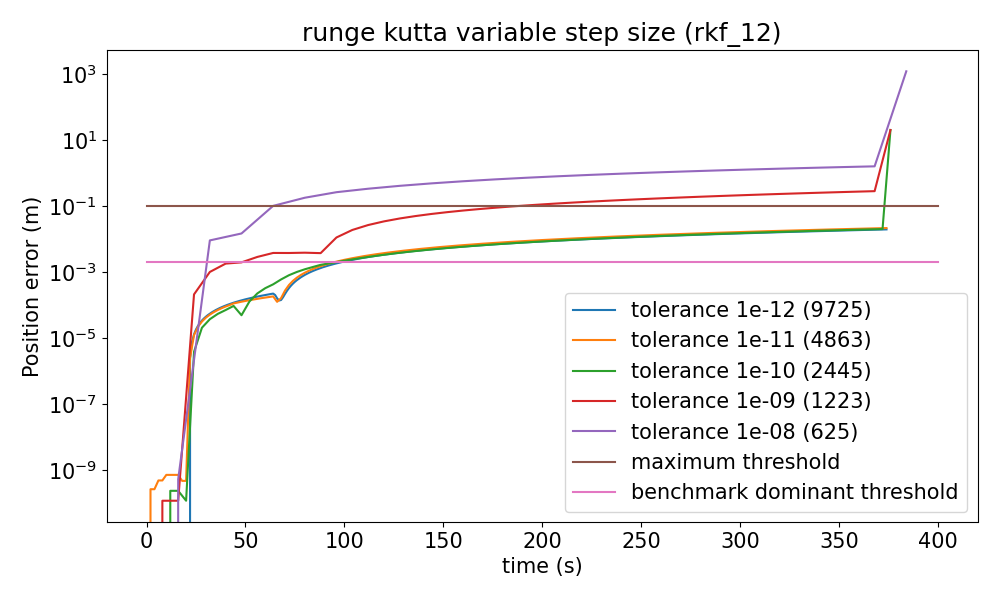 runge kutta variable step size (rkf_12)
Position error (m)
10^3
10^1
10^-1
10^-3
10^-5
10^-7
10^-9
tolerance 1e-12 (9725)
tolerance 1e-11 (4863)
tolerance 1e-10 (2445)
tolerance 1e-09 (1223)
tolerance 1e-08 (625)
maximum threshold
benchmark dominant threshold
0 50 100 150 200 250 300 350 400
time (s)